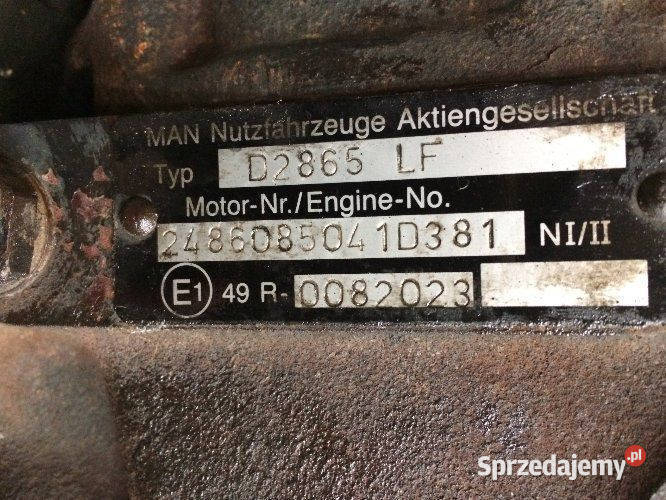 MAN Nutzfahrzeuge Aktiengesellschaft
Typ D2865 LF
Motor-Nr./Engine-No.
2486085041D381 NI/II
E1 49 R-0082023
Sprzedajemy.pl